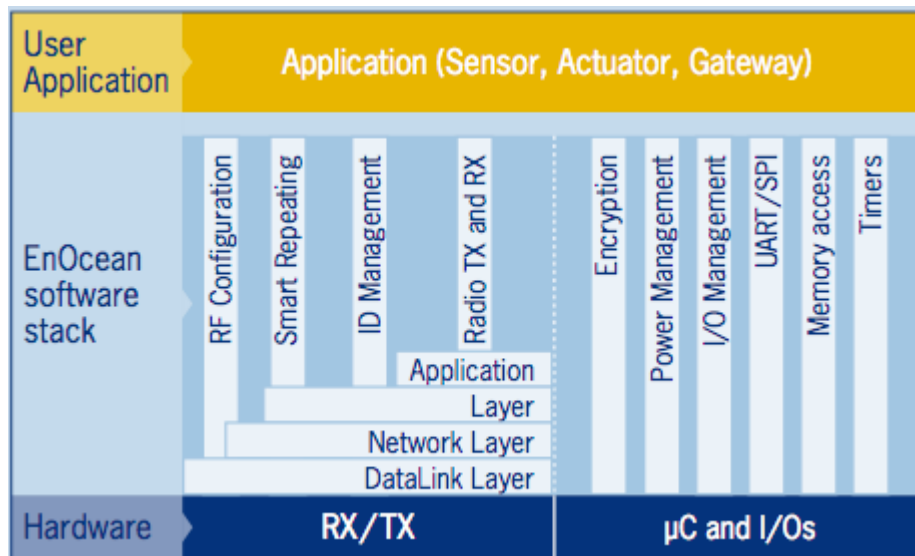 User
Application
Application (Sensor, Actuator, Gateway)
EnOcean
software
stack
RF Configuration
Smart Repeating
ID Management
Radio TX and RX
Application
Layer
Network Layer
DataLink Layer
Encryption
Power Management
I/O Management
UART/SPI
Memory access
Timers
Hardware
RX/TX
µC and I/Os